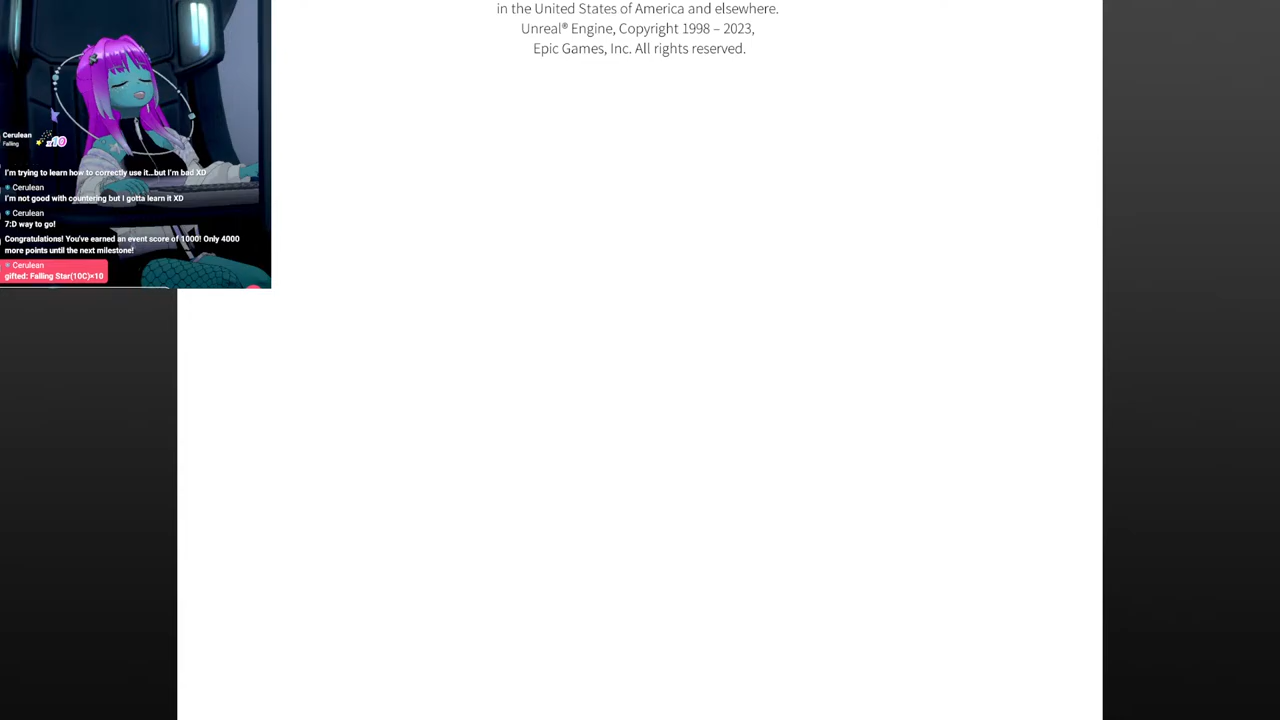 in the United States of America and elsewhere.
Unreal® Engine, Copyright 1998 – 2023,
Epic Games, Inc. All rights reserved.
Cerulean
Falling
x10
I'm trying to learn how to correctly use it...but I'm bad XD
Cerulean
I'm not good with countering but I gotta learn it XD
Cerulean
7:D way to go!
Congratulations! You've earned an event score of 1000! Only 4000
more points until the next milestone!
Cerulean
gifted: Falling Star(10C)×10